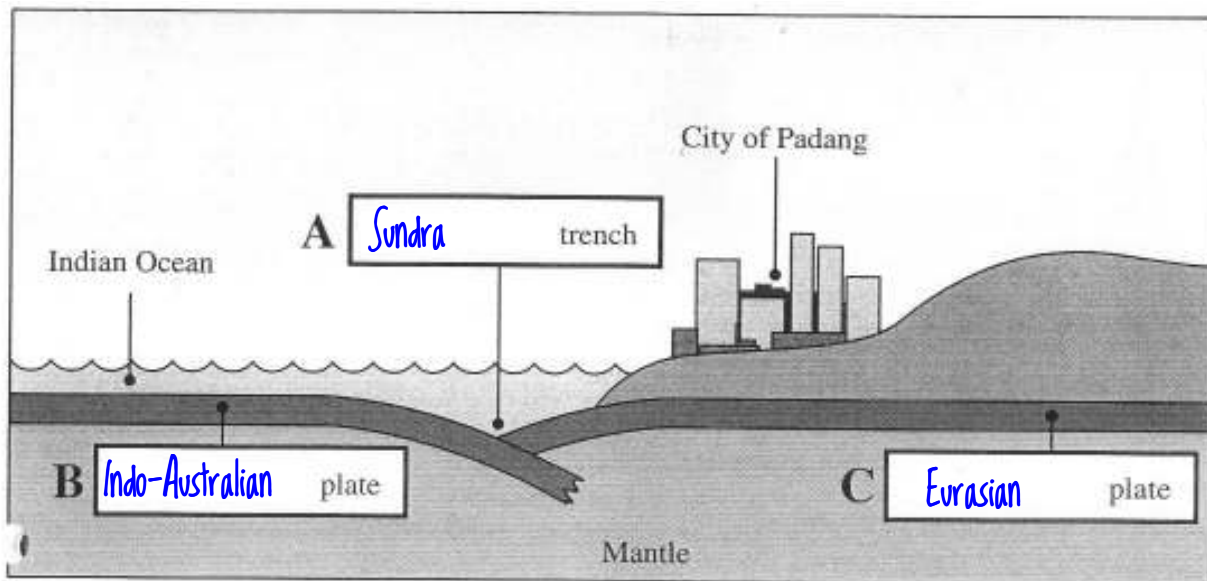 City of Padang
A Sundra trench
Indian Ocean
B Indo-Australian plate
C Eurasian plate
Mantle